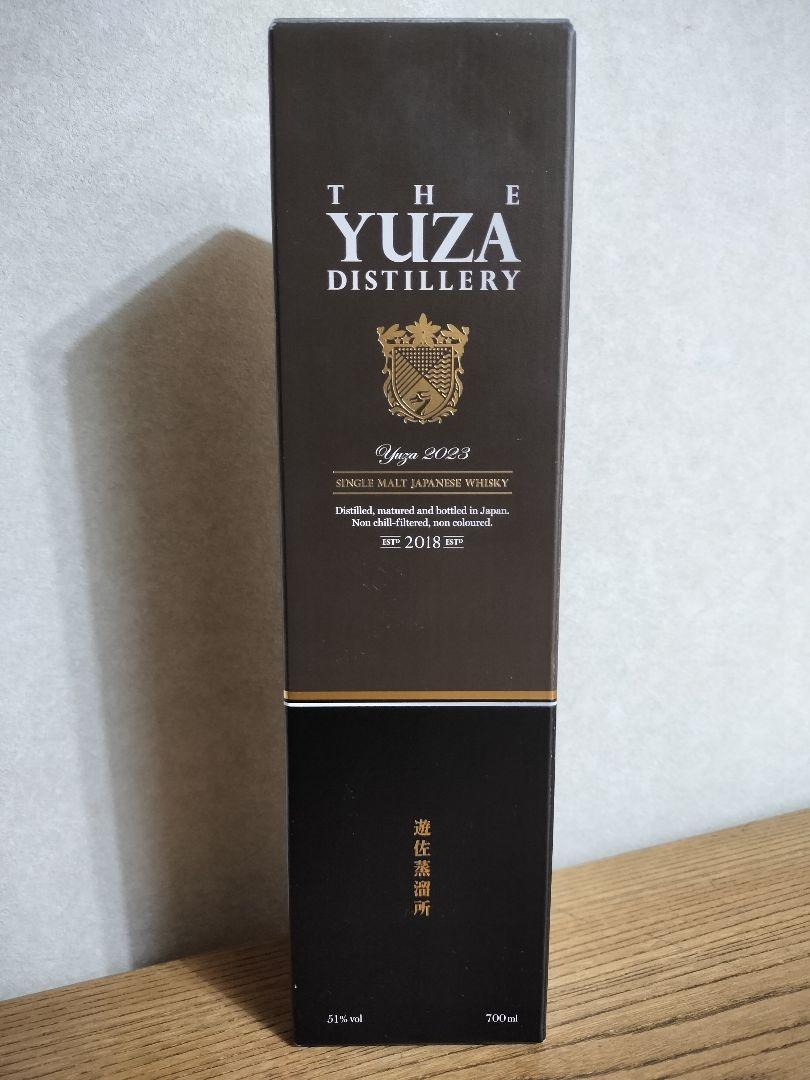 THE
YUZA
DISTILLERY
Yuza 2023
SINGLE MALT JAPANESE WHISKY
Distilled, matured and bottled in Japan.
Non chill-filtered, non coloured.
ESTD 2018 ESTD
遊佐蒸溜所
51% vol 700ml